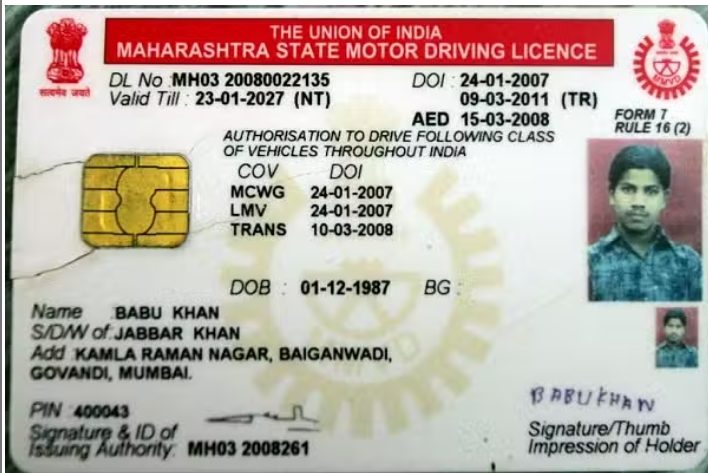 THE UNION OF INDIA
MAHARASHTRA STATE MOTOR DRIVING LICENCE
सत्यमेव जयते
DL No : MH03 20080022135 DOI : 24-01-2007
Valid Till : 23-01-2027 (NT) 09-03-2011 (TR)
AED 15-03-2008
FORM 7
RULE 16 (2)
AUTHORISATION TO DRIVE FOLLOWING CLASS
OF VEHICLES THROUGHOUT INDIA
COV DOI
MCWG 24-01-2007
LMV 24-01-2007
TRANS 10-03-2008
DOB : 01-12-1987 BG :
Name : BABU KHAN
S/D/W of : JABBAR KHAN
Add : KAMLA RAMAN NAGAR, BAIGANWADI,
GOVANDI, MUMBAI.
PIN : 400043
Signature & ID of
Issuing Authority: MH03 2008261
BABUKHAN
Signature/Thumb
Impression of Holder